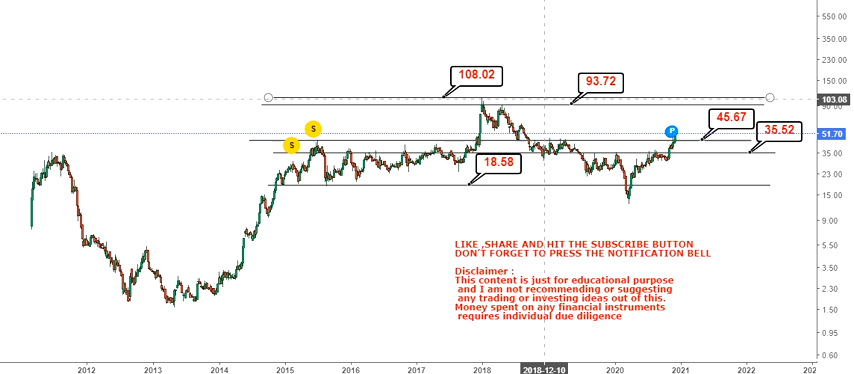 550.00
350.00
230.00
150.00
108.02
93.72
103.08
90.00
S
P
45.67
S
51.70
35.52
35.00
18.58
23.00
15.00
9.00
LIKE ,SHARE AND HIT THE SUBSCRIBE BUTTON
DON'T FORGET TO PRESS THE NOTIFICATION BELL
5.50
Disclaimer :
This content is just for educational purpose
and I am not recommending or suggesting
any trading or investing ideas out of this.
Money spent on any financial instruments
requires individual due diligence
3.50
2.30
1.50
0.95
0.60
2012 2013 2014 2015 2016 2017 2018 2018-12-10 2020 2021 2022